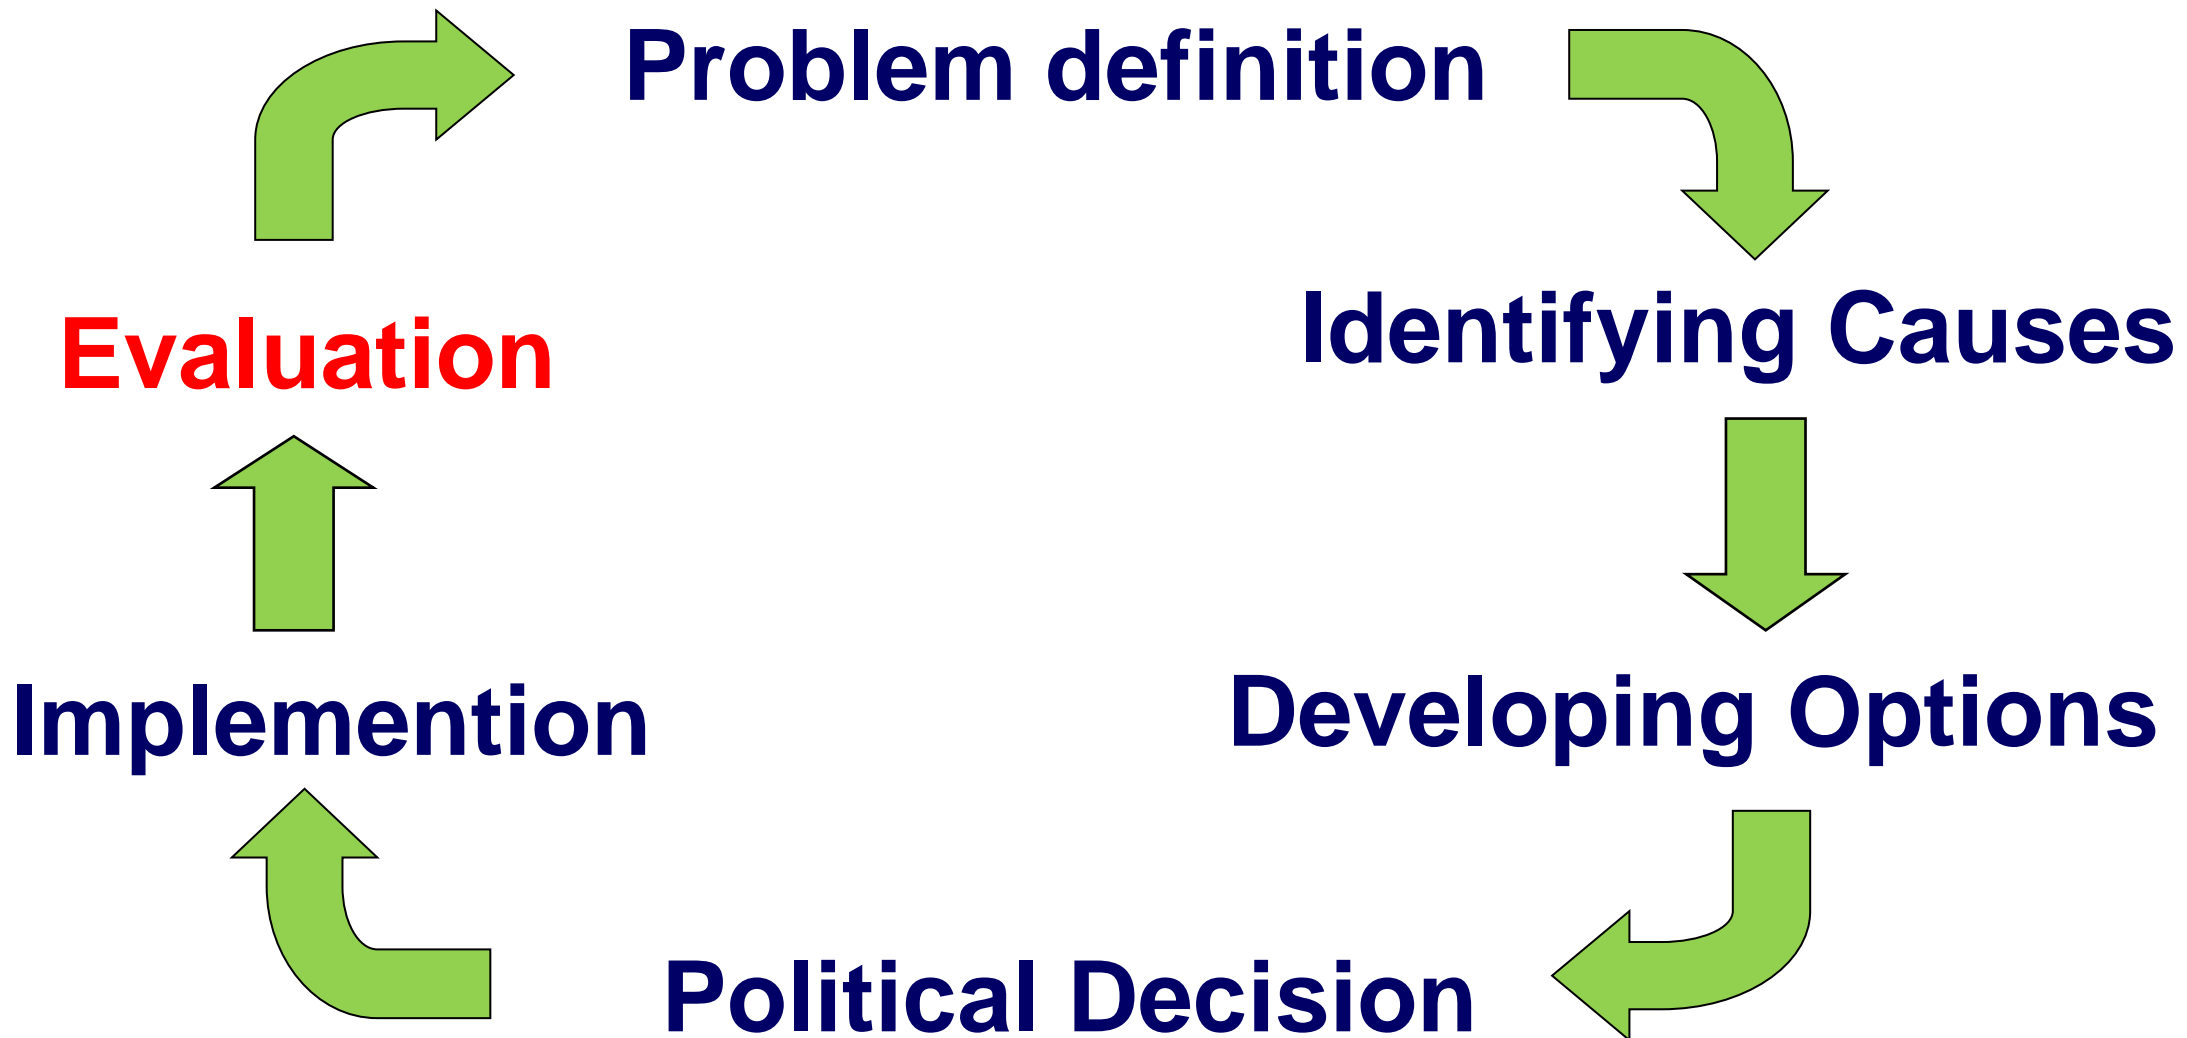 Problem definition
Identifying Causes
Developing Options
Political Decision
Implemention
Evaluation